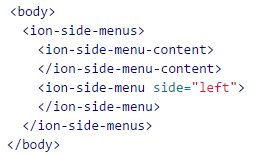 <body>
  <ion-side-menus>
    <ion-side-menu-content>
    </ion-side-menu-content>
    <ion-side-menu side="left">
    </ion-side-menu>
  </ion-side-menus>
</body>